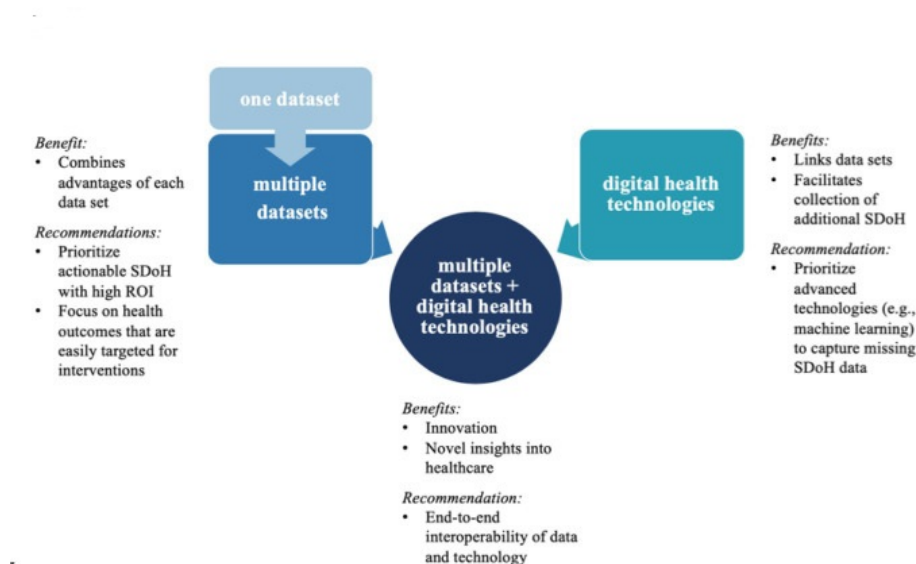 one dataset
multiple
datasets
Benefit:
• Combines
advantages of each
data set
Recommendations:
• Prioritize
actionable SDoH
with high ROI
• Focus on health
outcomes that are
easily targeted for
interventions
digital health
technologies
Benefits:
• Links data sets
• Facilitates
collection of
additional SDoH
Recommendation:
• Prioritize
advanced
technologies (e.g.,
machine learning)
to capture missing
SDoH data
multiple
datasets +
digital health
technologies
Benefits:
• Innovation
• Novel insights into
healthcare
Recommendation:
• End-to-end
interoperability of data
and technology